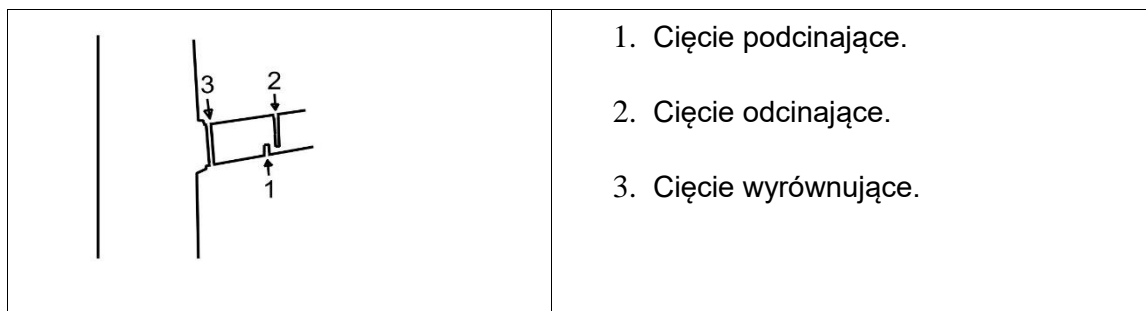 3
2
1
1. Cięcie podcinające.
2. Cięcie odcinające.
3. Cięcie wyrównujące.